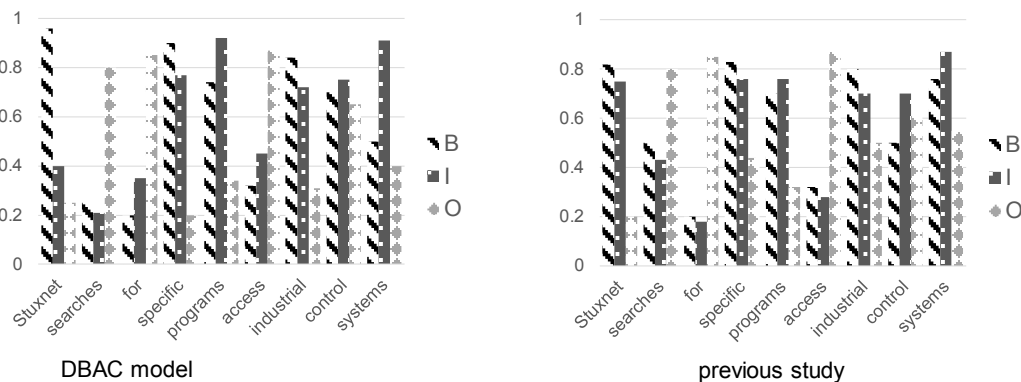 1
0.8
0.6
0.4
0.2
0
Stuxnet
searches
for
specific
programs
access
industrial
control
systems
B
I
O
DBAC model
1
0.8
0.6
0.4
0.2
0
Stuxnet
searches
for
specific
programs
access
industrial
control
systems
B
I
O
previous study